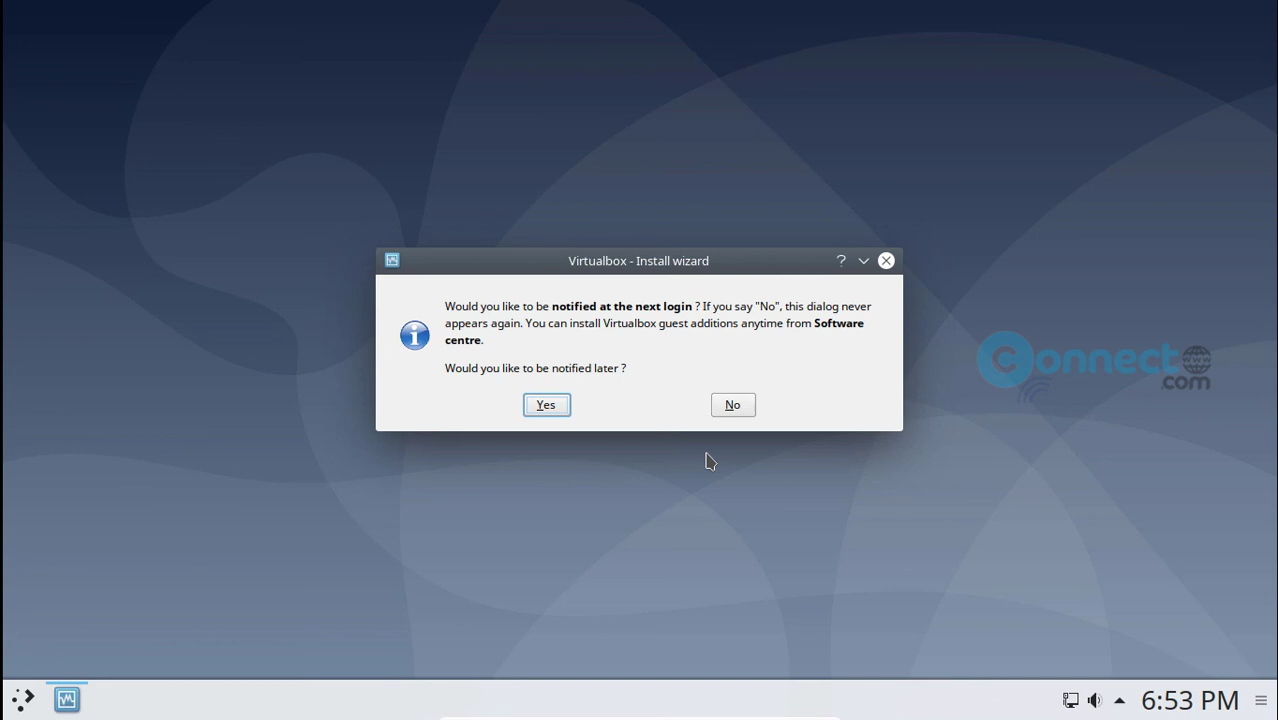 Virtualbox - Install wizard
?
Would you like to be notified at the next login ? If you say "No", this dialog never
appears again. You can install Virtualbox guest additions anytime from Software
centre.
Would you like to be notified later ?
Yes
No
Connect
www
.com
6:53 PM